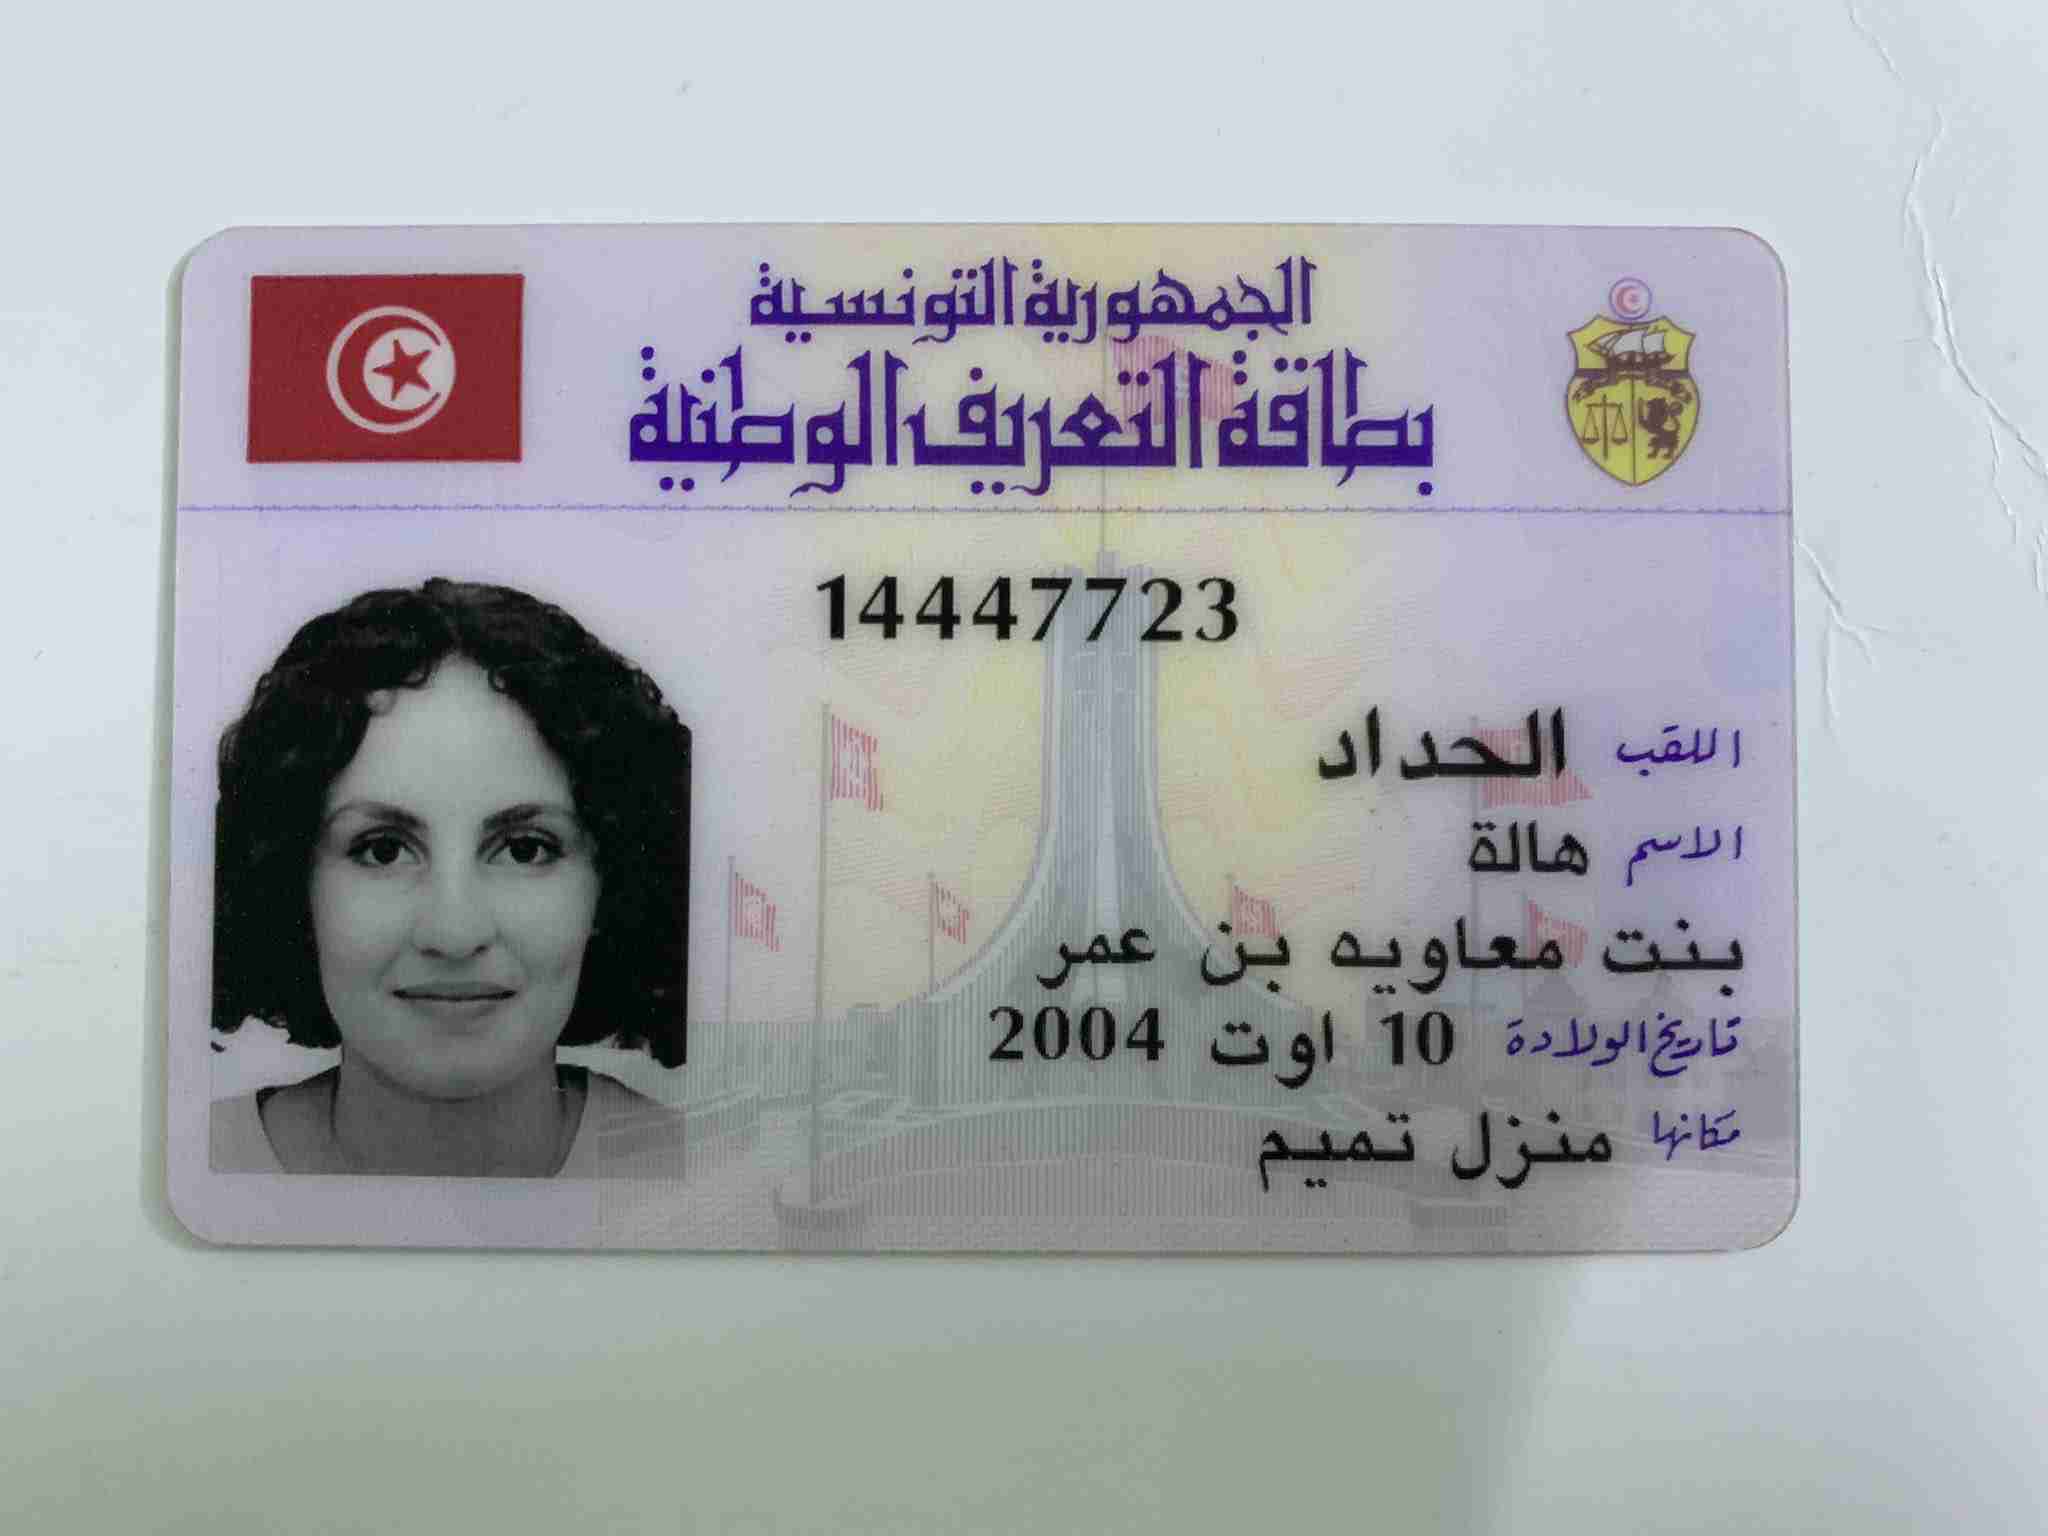 الجمهورية التونسية
بطاقة التعريف الوطنية
14447723
اللقب الحداد
الاسم هالة
بنت معاويه بن عمر
تاريخ الولادة 10 اوت 2004
مكانها منزل تميم